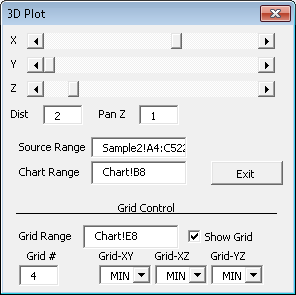 3D Plot
X
Y
Z
Dist 2 Pan Z 1
Source Range Sample2!A4:C522
Chart Range Chart!B8 Exit
Grid Control
Grid Range Chart!E8 Show Grid
Grid # Grid-XY Grid-XZ Grid-YZ
4 MIN MIN MIN